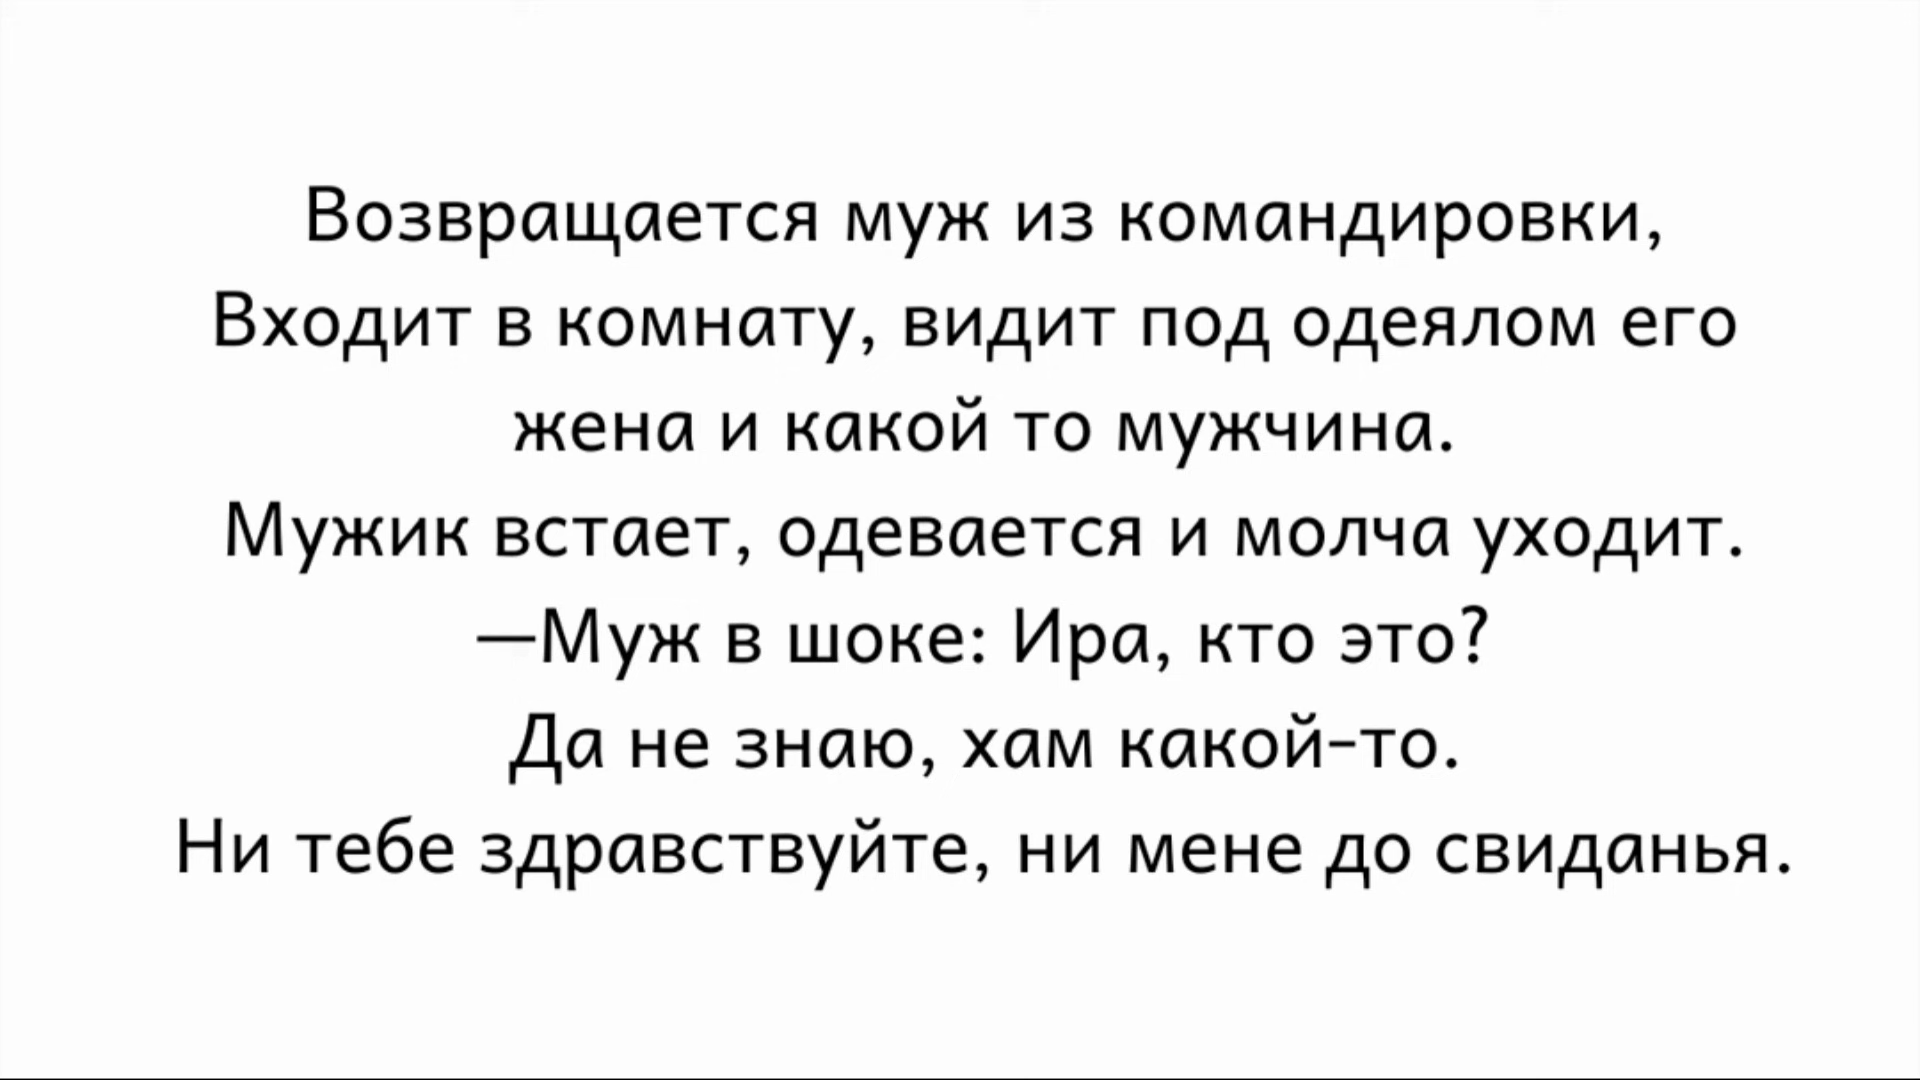 Возвращается муж из командировки,
Входит в комнату, видит под одеялом его
жена и какой то мужчина.
Мужик встает, одевается и молча уходит.
—Муж в шоке: Ира, кто это?
Да не знаю, хам какой-то.
Ни тебе здравствуйте, ни мене до свиданья.